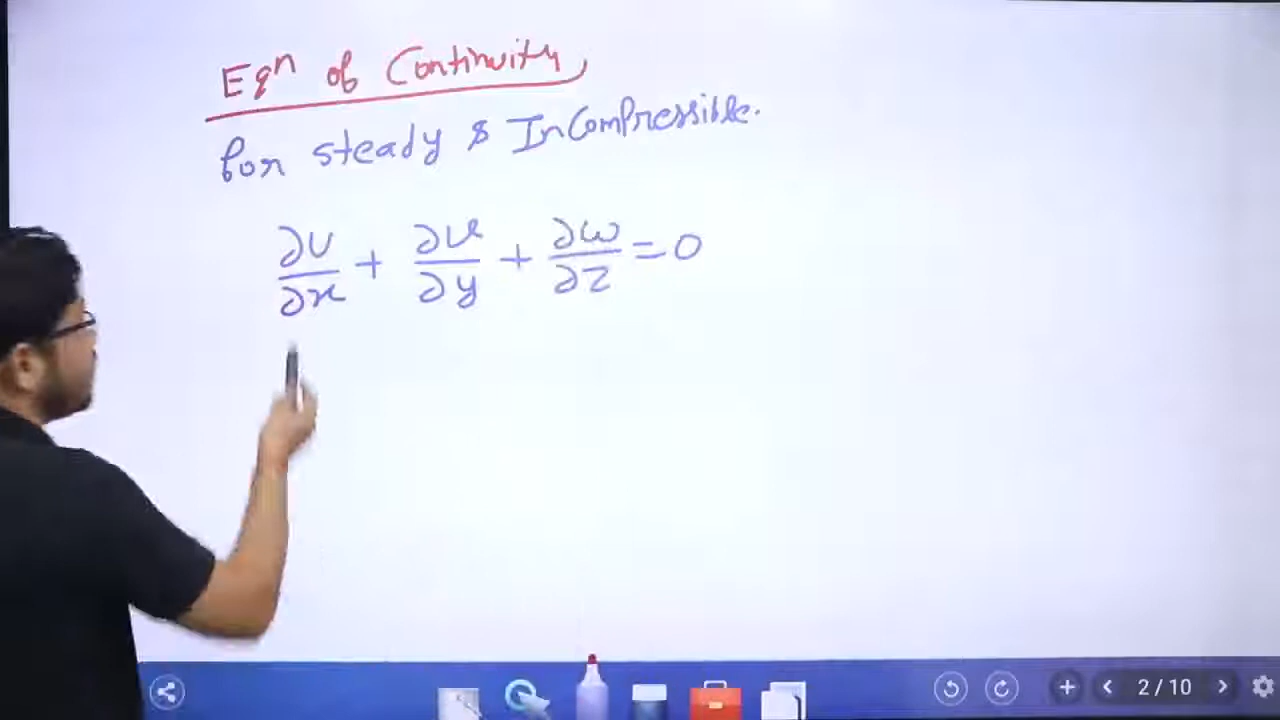 Eqn of Continuity
for steady & InCompressible.
∂u/∂x + ∂v/∂y + ∂w/∂z = 0
2 / 10